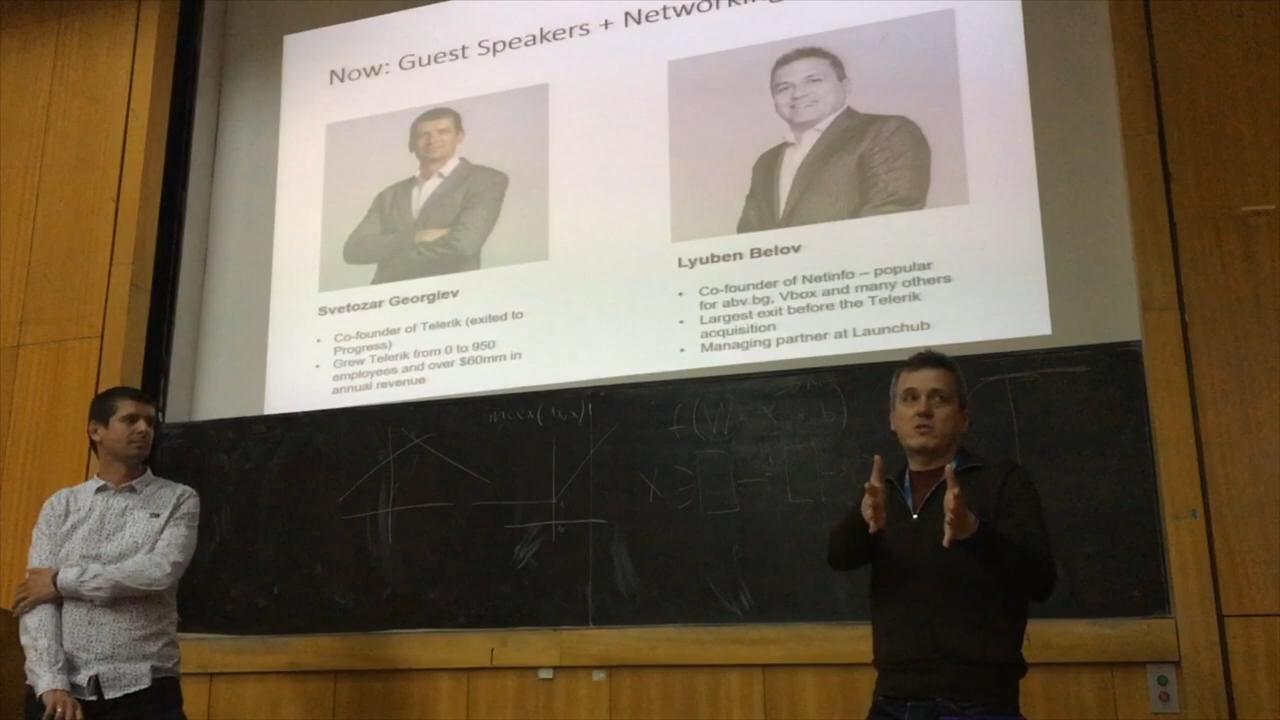 Now: Guest Speakers + Networking
Svetozar Georgiev
• Co-founder of Telerik (exited to
Progress)
• Grew Telerik from 0 to 950
employees and over $60mm in
annual revenue
Lyuben Belov
• Co-founder of Netinfo – popular
for abv.bg, Vbox and many others
• Largest exit before the Telerik
acquisition
• Managing partner at Launchub
X